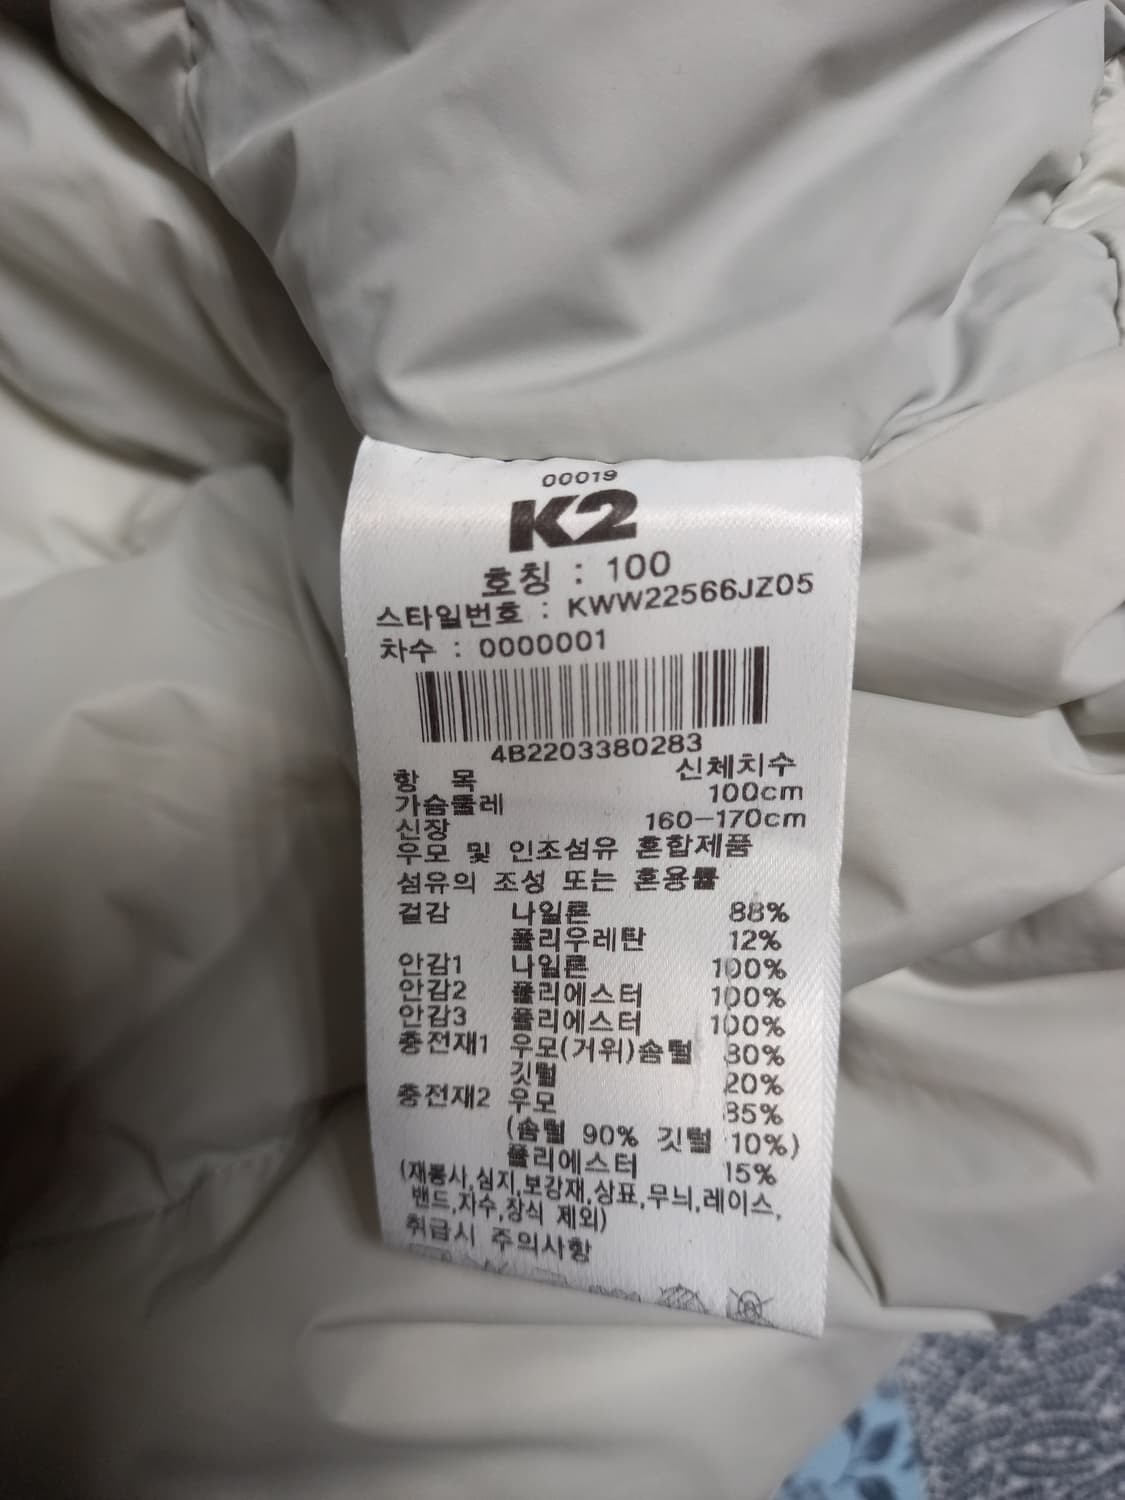 00019
K2
호칭 : 100
스타일번호 : KWW22566JZ05
차수 : 0000001
4B2203380283
항 목 신체치수
가슴둘레 100cm
신장 160-170cm
우모 및 인조섬유 혼합제품
섬유의 조성 또는 혼용률
겉감 나일론 88%
폴리우레탄 12%
안감1 나일론 100%
안감2 폴리에스터 100%
안감3 폴리에스터 100%
충전재1 우모(거위)솜털 80%
깃털 20%
충전재2 우모 85%
(솜털 90% 깃털 10%)
폴리에스터 15%
(재봉사,심지,보강재,상표,무늬,레이스,
밴드,자수,장식 제외)
취급시 주의사항